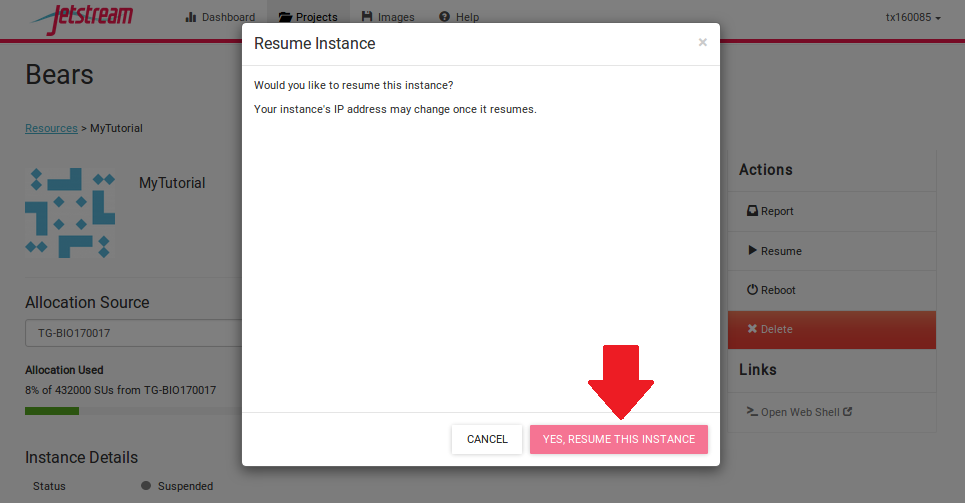 Jetstream
Dashboard
Projects
Images
Help
tx160085
Bears
Resources > MyTutorial
MyTutorial
Allocation Source
TG-BIO170017
Allocation Used
8% of 432000 SUs from TG-BIO170017
Instance Details
Status
Suspended
Resume Instance
×
Would you like to resume this instance?
Your instance's IP address may change once it resumes.
CANCEL
YES, RESUME THIS INSTANCE
Actions
Report
Resume
Reboot
Delete
Links
Open Web Shell